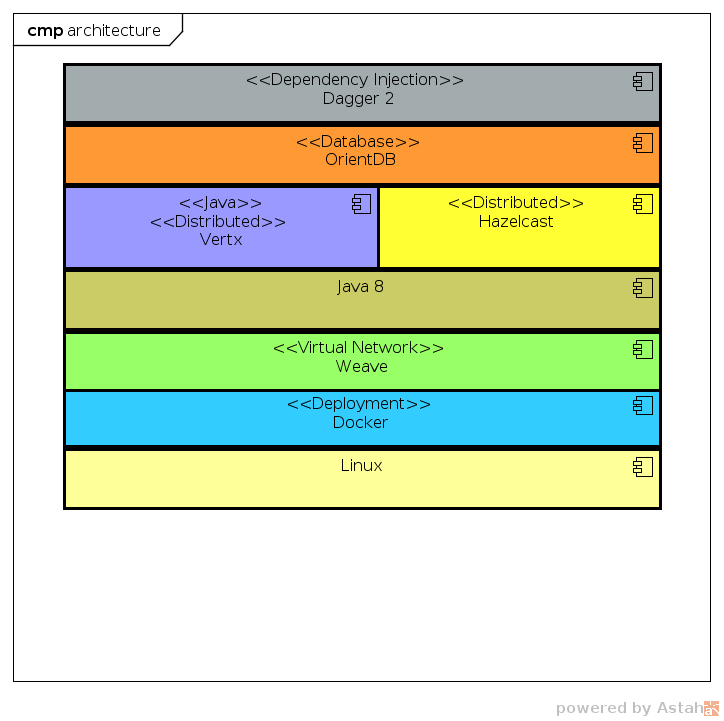 cmp architecture
<<Dependency Injection>>
Dagger 2
<<Database>>
OrientDB
<<Java>>
<<Distributed>>
Vertx
<<Distributed>>
Hazelcast
Java 8
<<Virtual Network>>
Weave
<<Deployment>>
Docker
Linux
powered by Astah